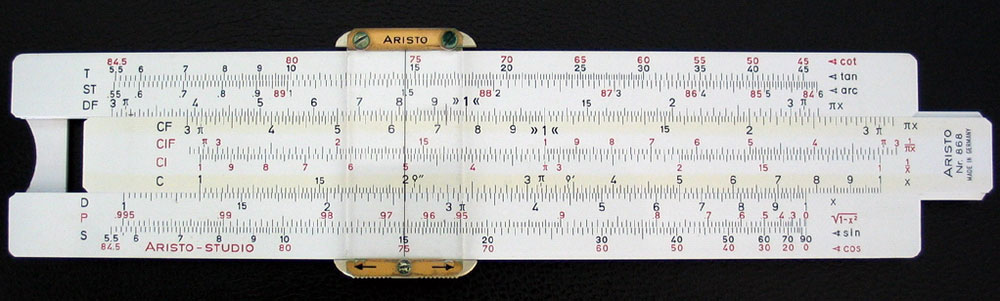 ARISTO
84.5 80 75 70 65 60 55 50 45 ⊲ cot
T 5,5 6 7 8 9 10 15 20 25 30 35 40 45 ⊲ tan
ST .55 .6 .7 .8 .9 89 1 1.5 88 2 87 3 86 4 85 5 84 6 ⊲ arc
DF 3 π 4 5 6 7 8 9 »1« 15 2 3 π πx
CF 3 π 4 5 6 7 8 9 »1« 15 2 3 π πx
CIF π 3 2 15 1 9 8 7 6 5 4 π 3 1/πx
CI 1 9 8 7 6 5 4 π 3 2 15 1 1/x
C 1 15 2 ϱ'' 3 π ϱ' 4 5 6 7 8 9 1 x
ARISTO
Nr. 868
MADE IN GERMANY
D 1 15 2 3 π 4 5 6 7 8 9 1 x
P .995 .99 .98 .97 .96 .95 .9 .8 .7 .6 .5 .4 .3 0 √1-x²
S 5,5 6 7 8 9 10 15 20 30 40 50 60 70 90 ⊲ sin
84.5 ARISTO-STUDIO 80 75 70 60 50 40 30 20 0 ⊲ cos